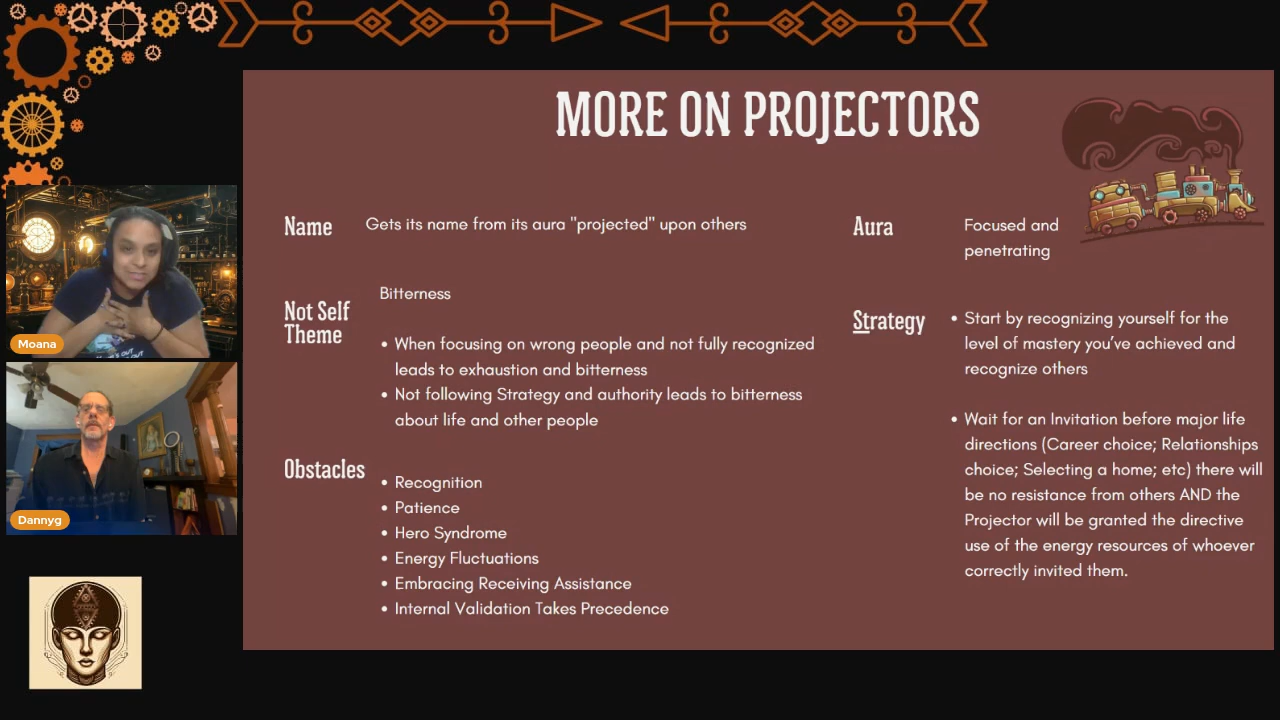 MORE ON PROJECTORS
Name
Gets its name from its aura "projected" upon others
Not Self
Theme
Bitterness
• When focusing on wrong people and not fully recognized
leads to exhaustion and bitterness
• Not following Strategy and authority leads to bitterness
about life and other people
Obstacles
• Recognition
• Patience
• Hero Syndrome
• Energy Fluctuations
• Embracing Receiving Assistance
• Internal Validation Takes Precedence
Aura
Focused and
penetrating
Strategy
• Start by recognizing yourself for the
level of mastery you’ve achieved and
recognize others
• Wait for an Invitation before major life
directions (Career choice; Relationships
choice; Selecting a home; etc) there will
be no resistance from others AND the
Projector will be granted the directive
use of the energy resources of whoever
correctly invited them.
Moana
Dannyg